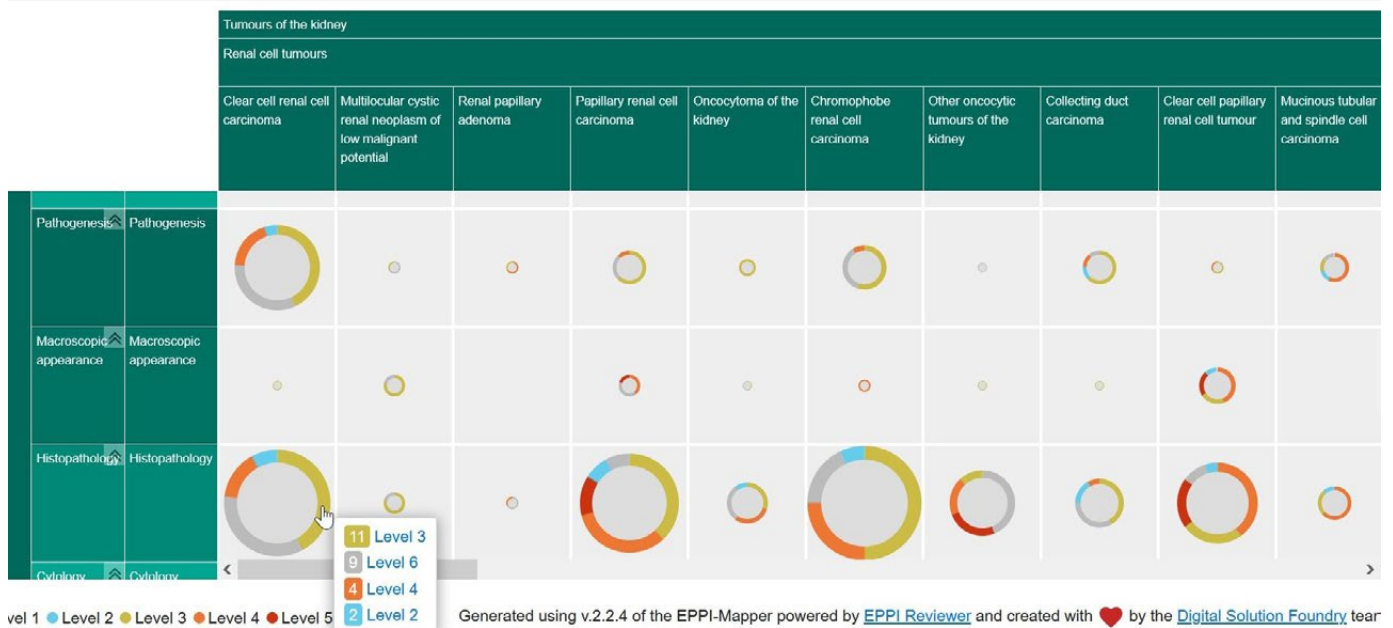 Tumours of the kidney
Renal cell tumours
Clear cell renal cell
carcinoma
Multilocular cystic
renal neoplasm of
low malignant
potential
Renal papillary
adenoma
Papillary renal cell
carcinoma
Oncocytoma of the
kidney
Chromophobe
renal cell
carcinoma
Other oncocytic
tumours of the
kidney
Collecting duct
carcinoma
Clear cell papillary
renal cell tumour
Mucinous tubular
and spindle cell
carcinoma
Pathogenesis
Pathogenesis
Macroscopic
appearance
Macroscopic
appearance
Histopathology
Histopathology
Cytology
Cytology
11 Level 3
9 Level 6
4 Level 4
2 Level 2
vel 1 Level 2 Level 3 Level 4 Level 5
Generated using v.2.2.4 of the EPPI-Mapper powered by EPPI Reviewer and created with ❤ by the Digital Solution Foundry tear